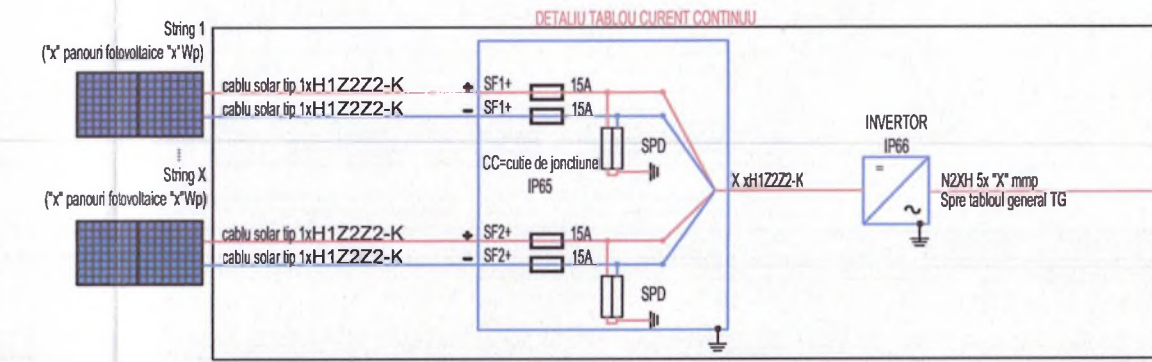 DETALIU TABLOU CURENT CONTINUU
String 1
("x" panouri fotovoltaice "x"Wp)
cablu solar tip 1xH1Z2Z2-K
+ SF1+ 15A
cablu solar tip 1xH1Z2Z2-K
- SF1+ 15A
SPD
CC=cutie de jonctiune
IP65
String X
("x" panouri fotovoltaice "x"Wp)
X xH1Z2Z2-K
INVERTOR
IP66
N2XH 5x "X" mmp
Spre tabloul general TG
cablu solar tip 1xH1Z2Z2-K
+ SF2+ 15A
cablu solar tip 1xH1Z2Z2-K
- SF2+ 15A
SPD